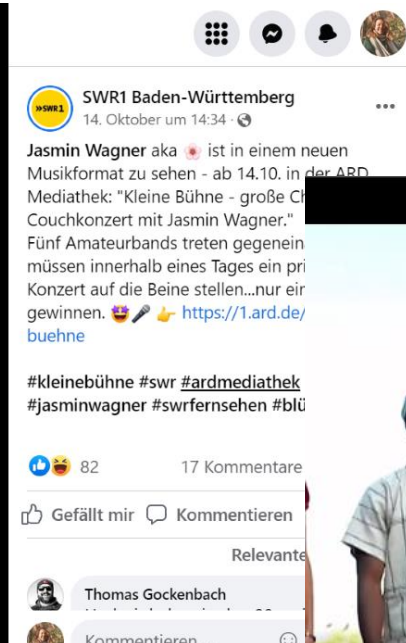 SWR1 Baden-Württemberg
»SWR1
14. Oktober um 14:34 ·
Jasmin Wagner aka 🌸 ist in einem neuen
Musikformat zu sehen - ab 14.10. in der ARD
Mediathek: "Kleine Bühne - große
Couchkonzert mit Jasmin Wagner."
Fünf Amateurbands treten
müssen innerhalb eines Tages ein
Konzert auf die Beine stellen...nur
gewinnen. 🤩🎤 👉 https://1.ard.de/
buehne
#kleinebühne #swr #ardmediathek
#jasminwagner #swrfernsehen
82
17 Kommentare
Gefällt mir
Kommentieren
Thomas Gockenbach
Kommentieren